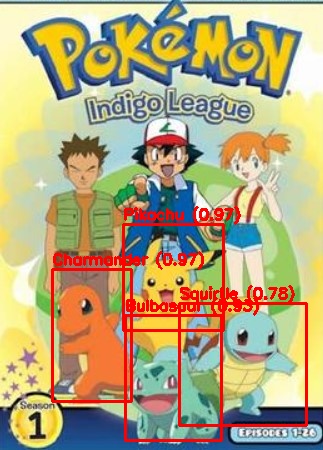 POKéMON
Indigo League
Pikachu (0.97)
Charmander (0.97)
Squirtle (0.78)
Bulbasaur (0.93)
Season
1
EPISODES 1-26